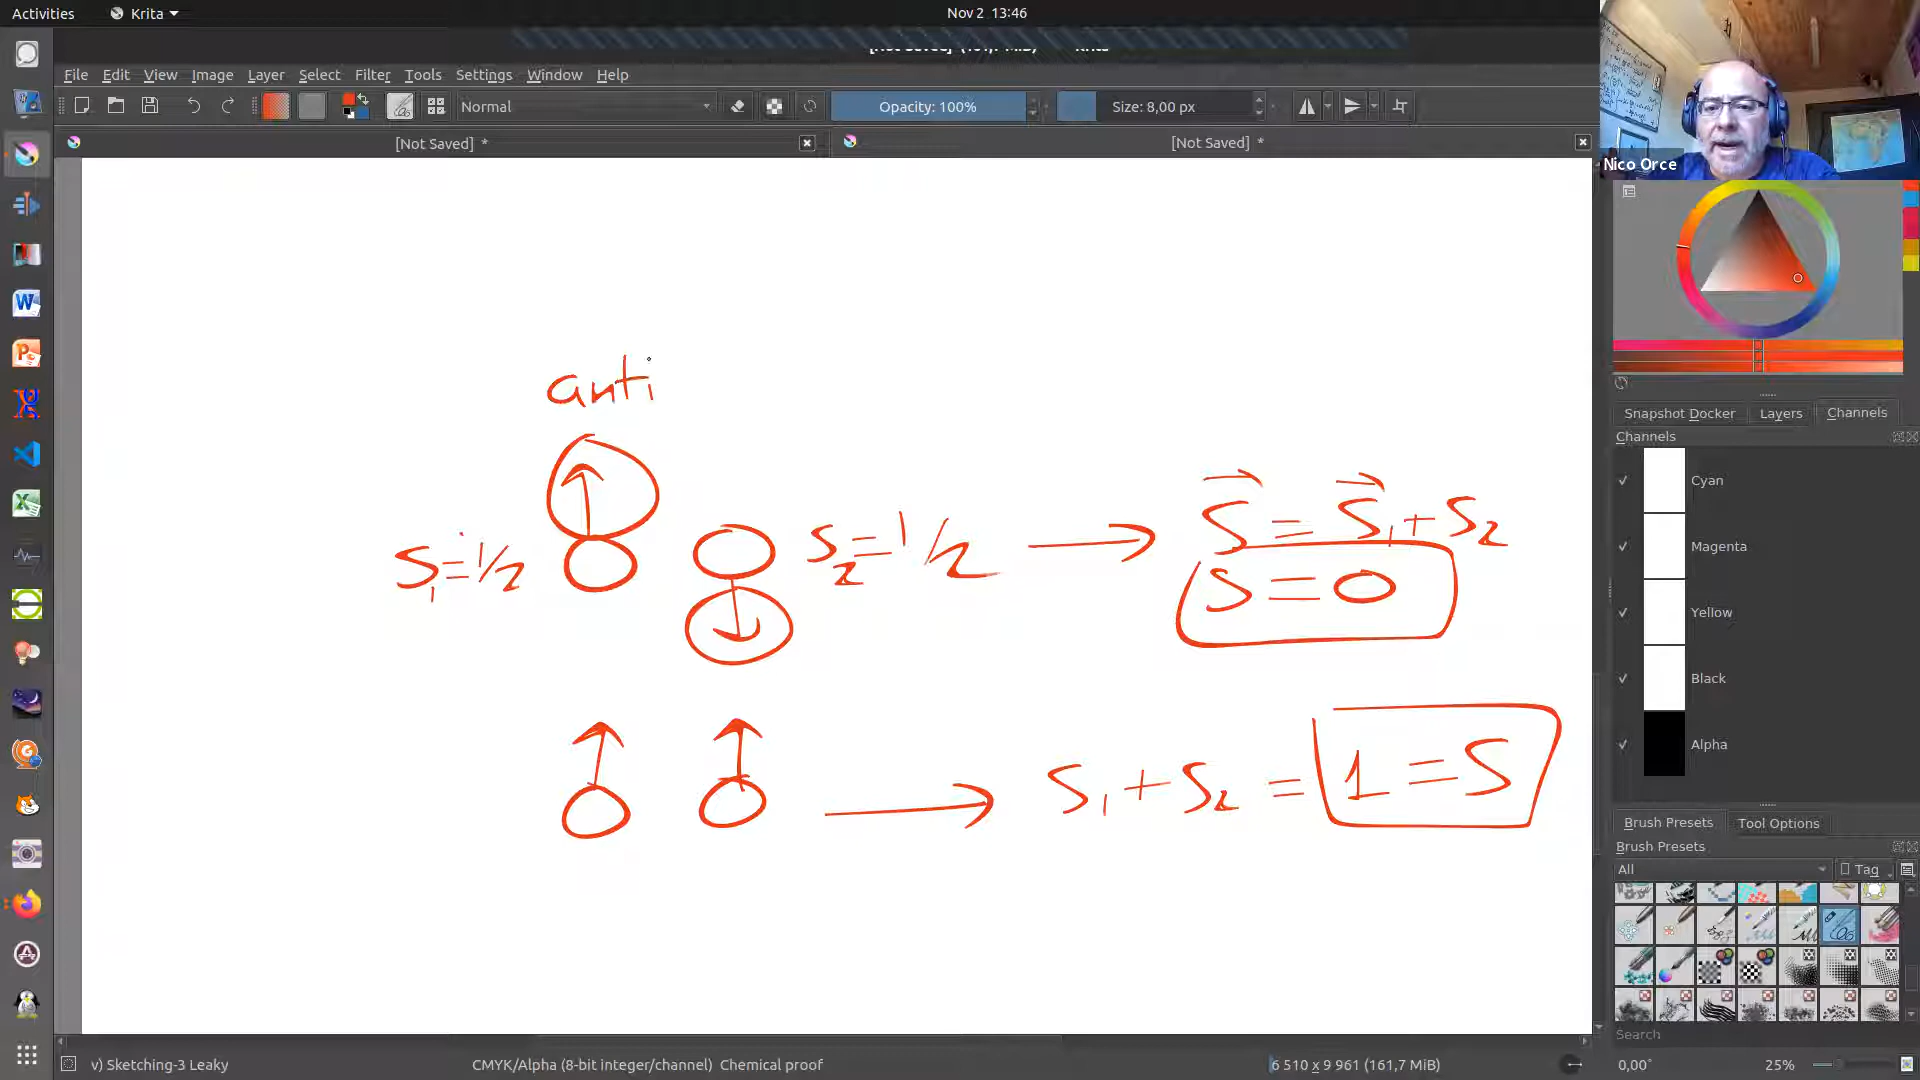 Activities Krita Nov 2 13:46
File Edit View Image Layer Select Filter Tools Settings Window Help
Normal Opacity: 100% Size: 8,00 px
[Not Saved] * [Not Saved] *
Nico Orce
anti
S₁ = 1/2
S₂ = 1/2
S = S₁ + S₂
S = 0
S₁ + S₂ = 1 = S
Snapshot Docker Layers Channels
Channels
Cyan
Magenta
Yellow
Black
Alpha
Brush Presets Tool Options
Brush Presets
All Tag
Search
v) Sketching-3 Leaky CMYK/Alpha (8-bit integer/channel) Chemical proof 6 510 x 9 961 (161,7 MiB) 0,00° 25%